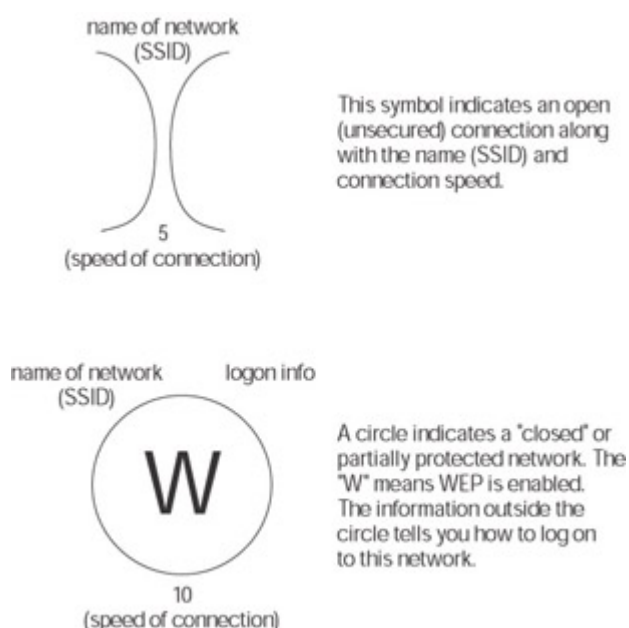 name of network
(SSID)
This symbol indicates an open
(unsecured) connection along
with the name (SSID) and
connection speed.
5
(speed of connection)
name of network
(SSID)
logon info
W
A circle indicates a "closed" or
partially protected network. The
"W" means WEP is enabled.
The information outside the
circle tells you how to log on
to this network.
10
(speed of connection)